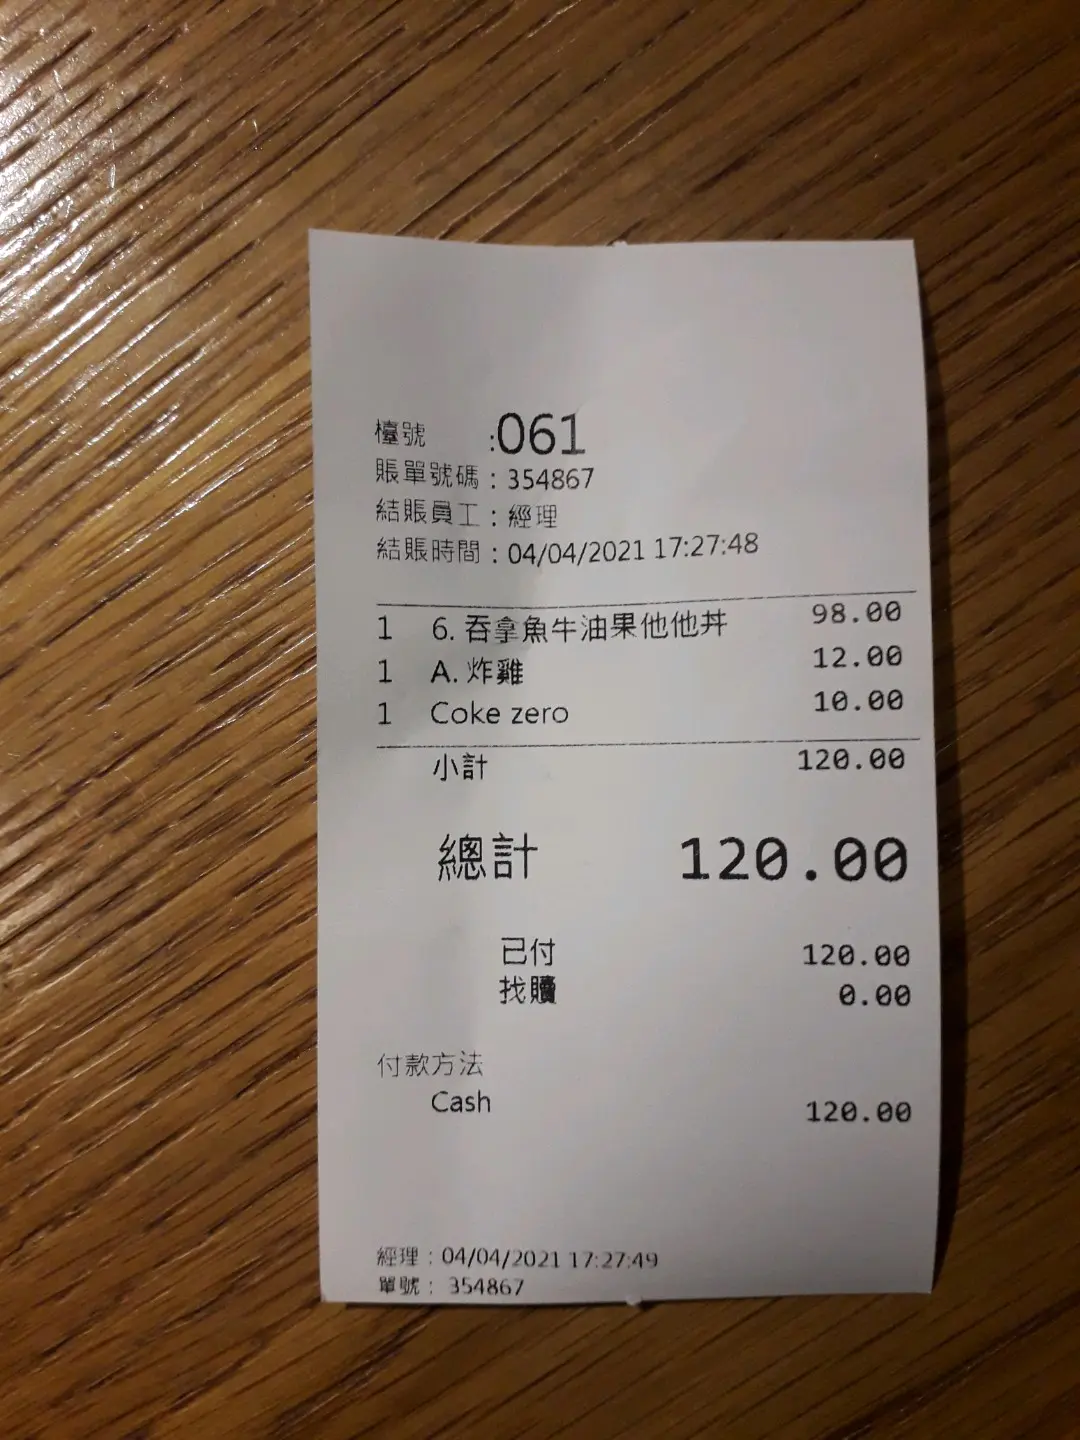 檯號 :061
賬單號碼 : 354867
結賬員工 : 經理
結賬時間 : 04/04/2021 17:27:48
1 6. 吞拿魚牛油果他他丼 98.00
1 A. 炸雞 12.00
1 Coke zero 10.00
小計 120.00
總計 120.00
已付 120.00
找贖 0.00
付款方法
Cash 120.00
經理 : 04/04/2021 17:27:49
單號 : 354867